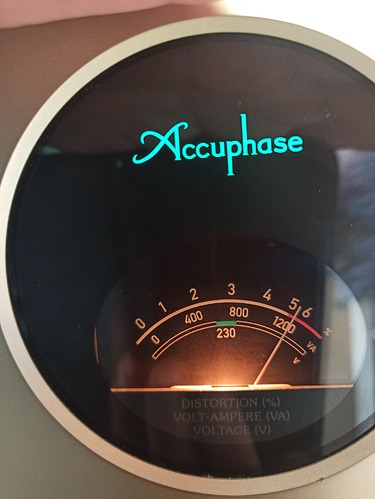 Accuphase
0 1 2 3 4 5 6 %
0 400 800 1200 VA
230 V
DISTORTION (%)
VOLT-AMPERE (VA)
VOLTAGE (V)